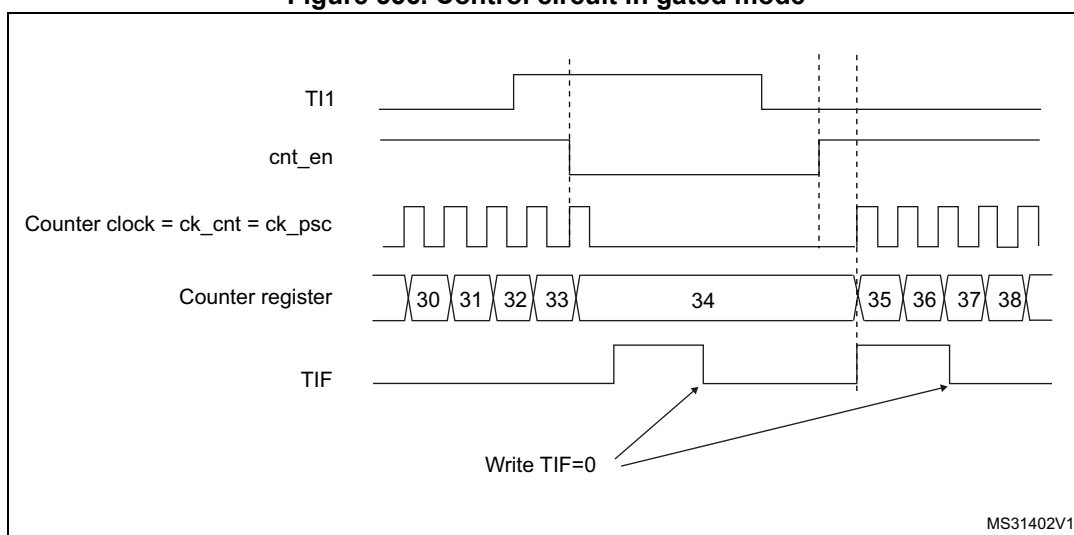 Figure Control circuit in gated mode
TI1
cnt_en
Counter clock = ck_cnt = ck_psc
Counter register 30 31 32 33 34 35 36 37 38
TIF
Write TIF=0
MS31402V1